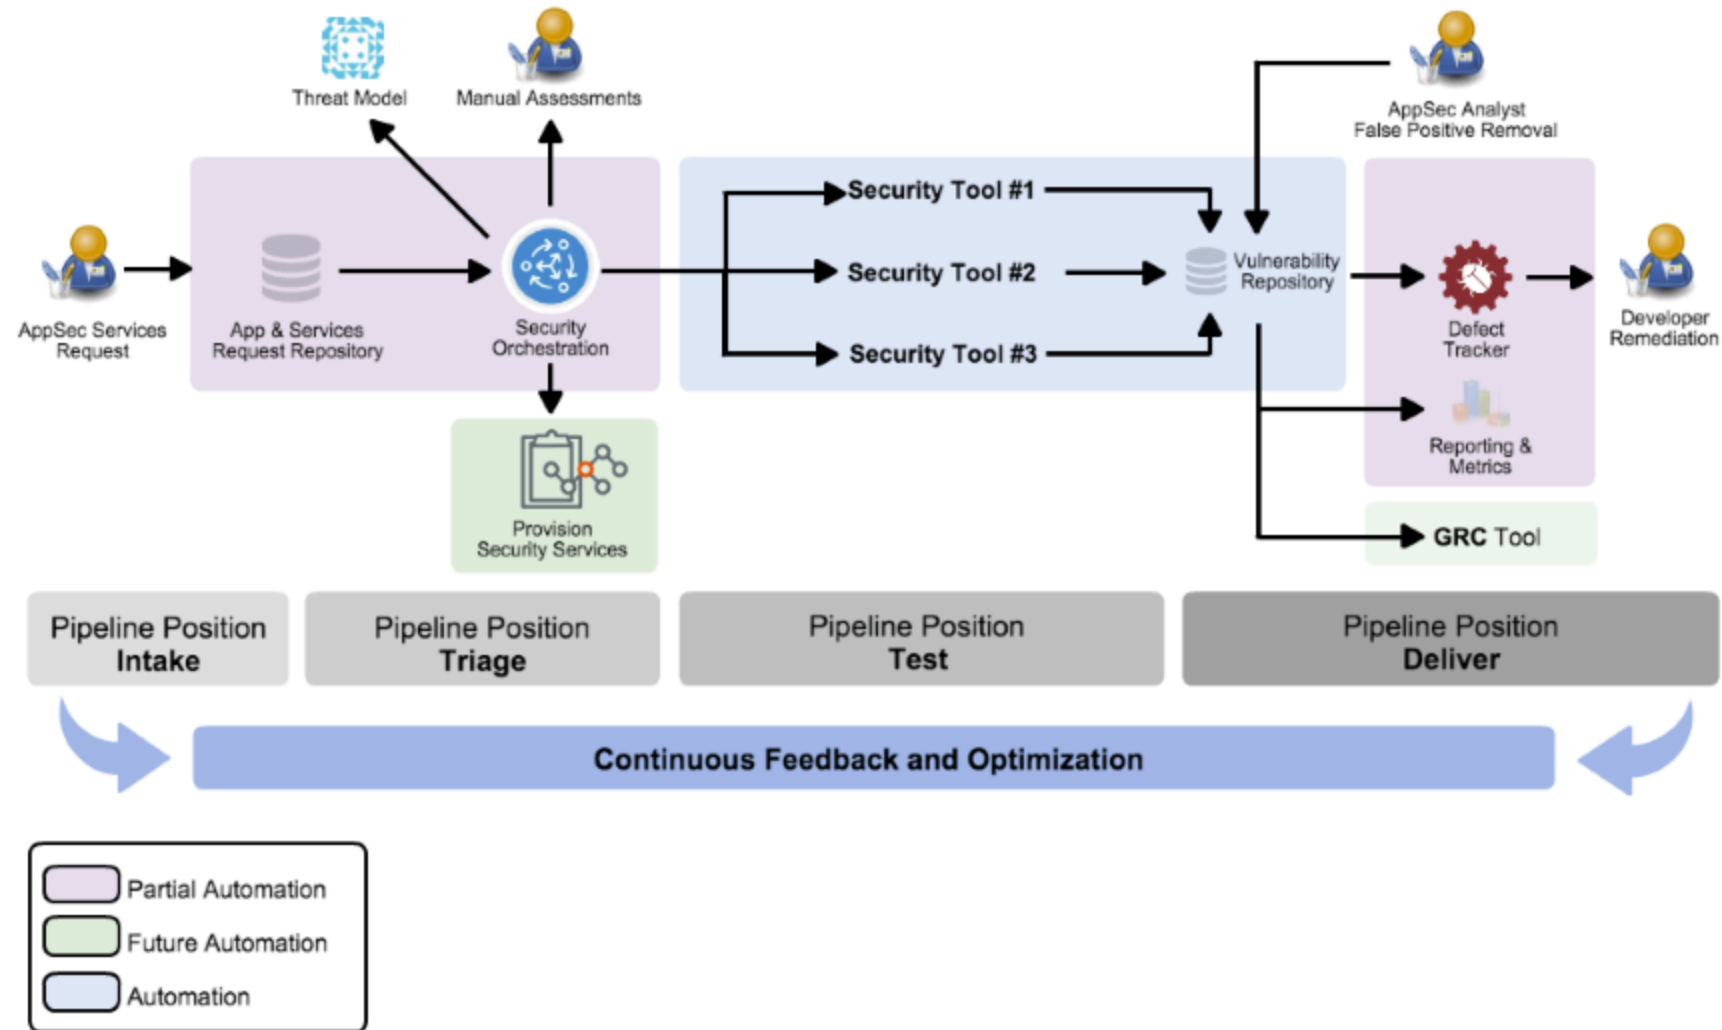 Threat Model
Manual Assessments
AppSec Analyst
False Positive Removal
AppSec Services
Request
App & Services
Request Repository
Security
Orchestration
Provision
Security Services
Security Tool #1
Security Tool #2
Security Tool #3
Vulnerability
Repository
Defect
Tracker
Reporting &
Metrics
GRC Tool
Developer
Remediation
Pipeline Position
Intake
Pipeline Position
Triage
Pipeline Position
Test
Pipeline Position
Deliver
Continuous Feedback and Optimization
Partial Automation
Future Automation
Automation